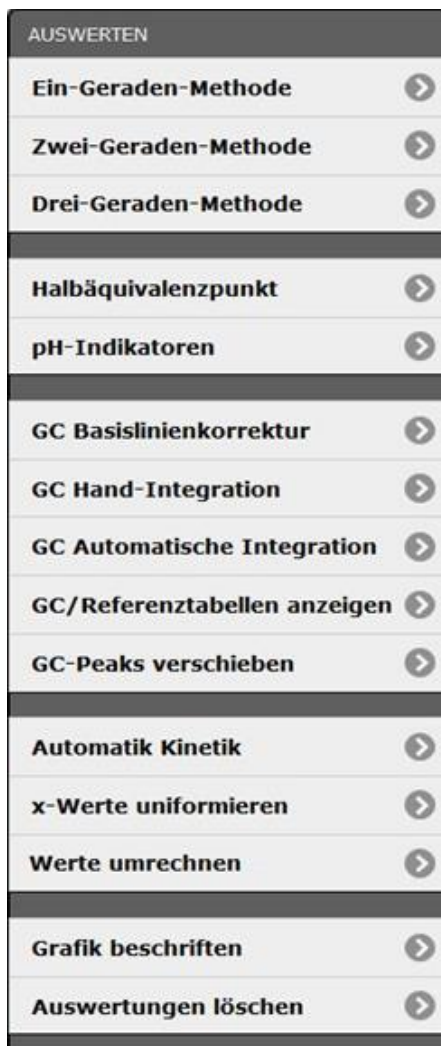 AUSWERTEN
Ein-Geraden-Methode
Zwei-Geraden-Methode
Drei-Geraden-Methode
Halbäquivalenzpunkt
pH-Indikatoren
GC Basislinienkorrektur
GC Hand-Integration
GC Automatische Integration
GC/Referenztabellen anzeigen
GC-Peaks verschieben
Automatik Kinetik
x-Werte uniformieren
Werte umrechnen
Grafik beschriften
Auswertungen löschen